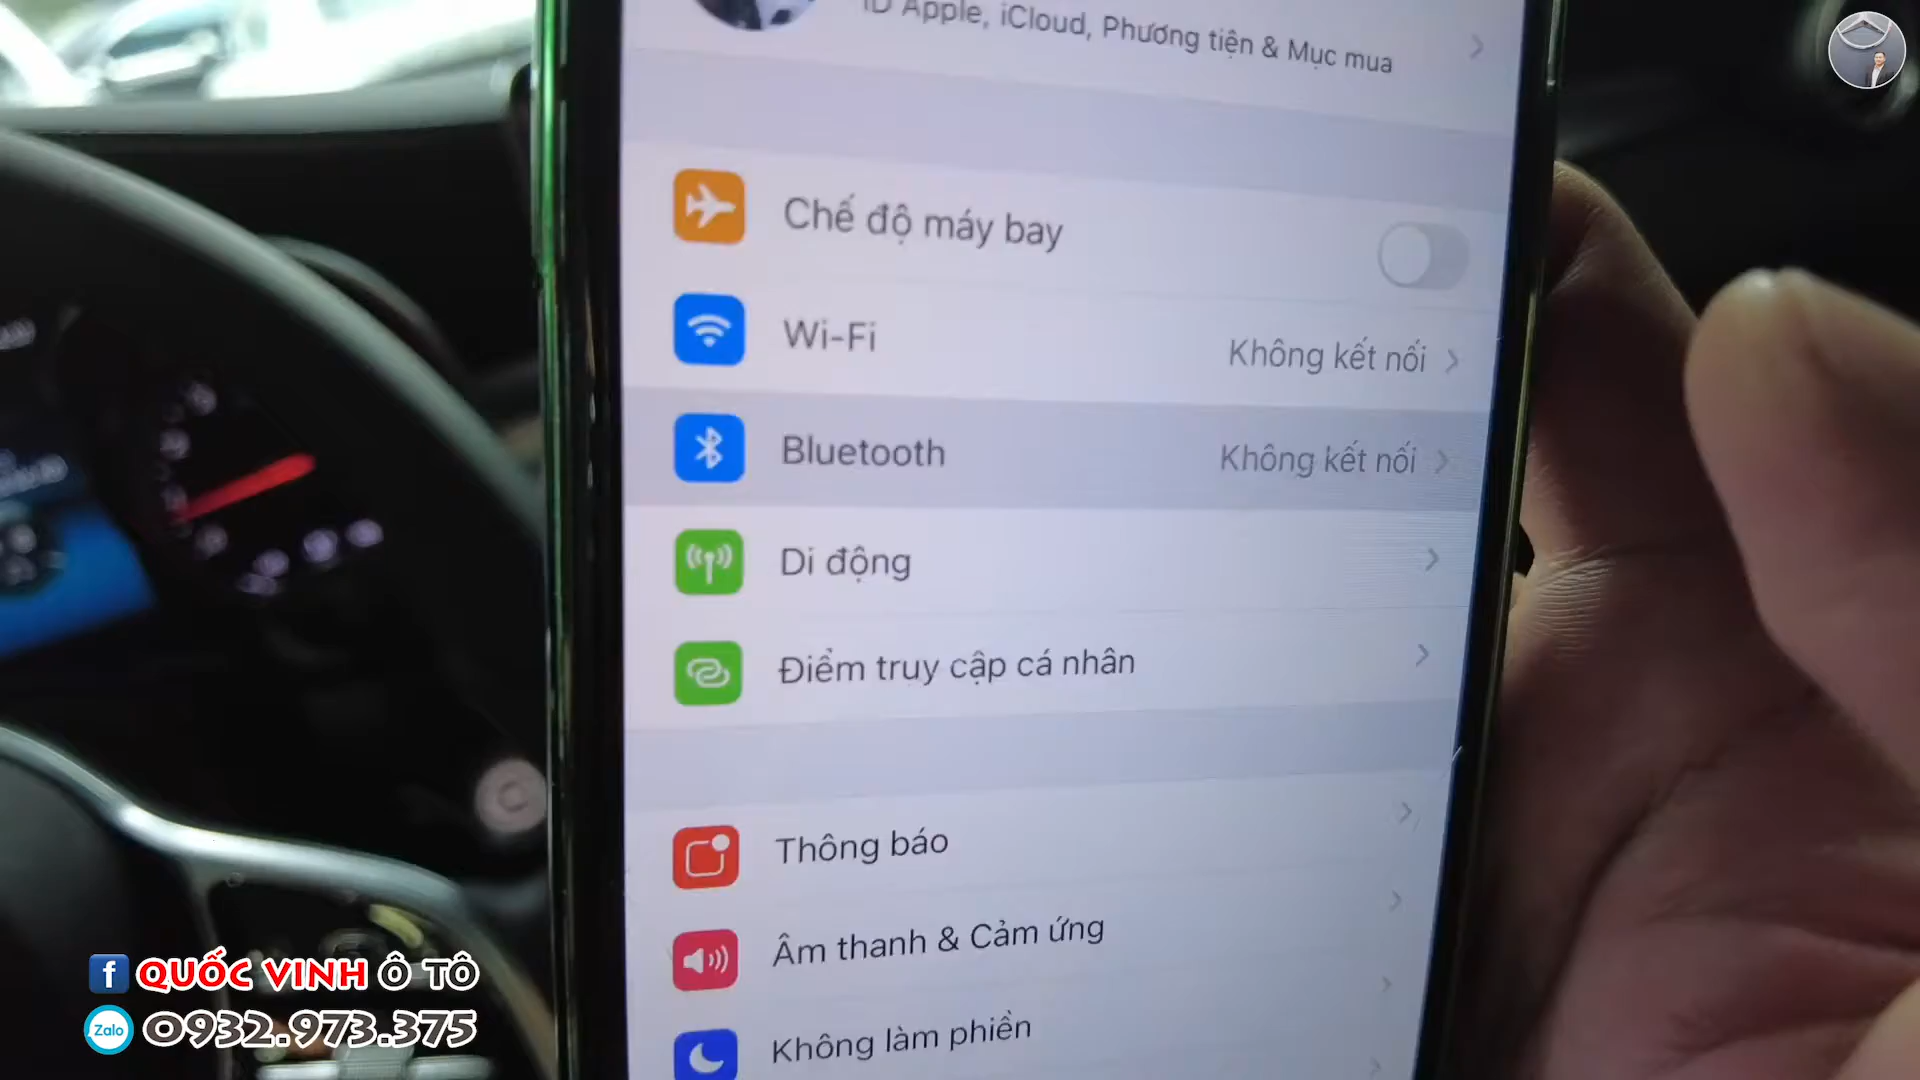 ID Apple, iCloud, Phương tiện & Mục mua
Chế độ máy bay
Wi-Fi
Không kết nối
Bluetooth
Không kết nối
Di động
Điểm truy cập cá nhân
Thông báo
Âm thanh & Cảm ứng
Không làm phiền
f QUỐC VINH Ô TÔ
Zalo 0932.973.375